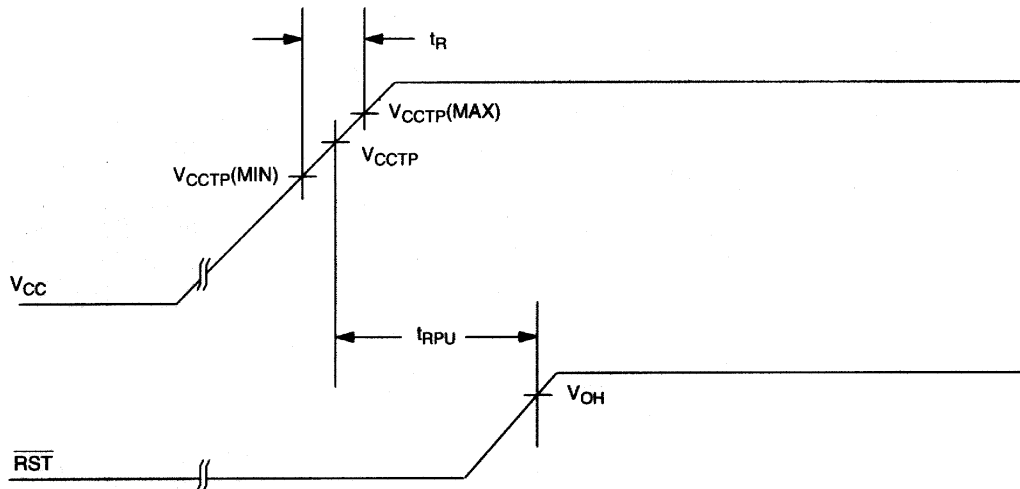 tR
VCCTP(MAX)
VCCTP
VCCTP(MIN)
VCC
tRPU
VOH
RST